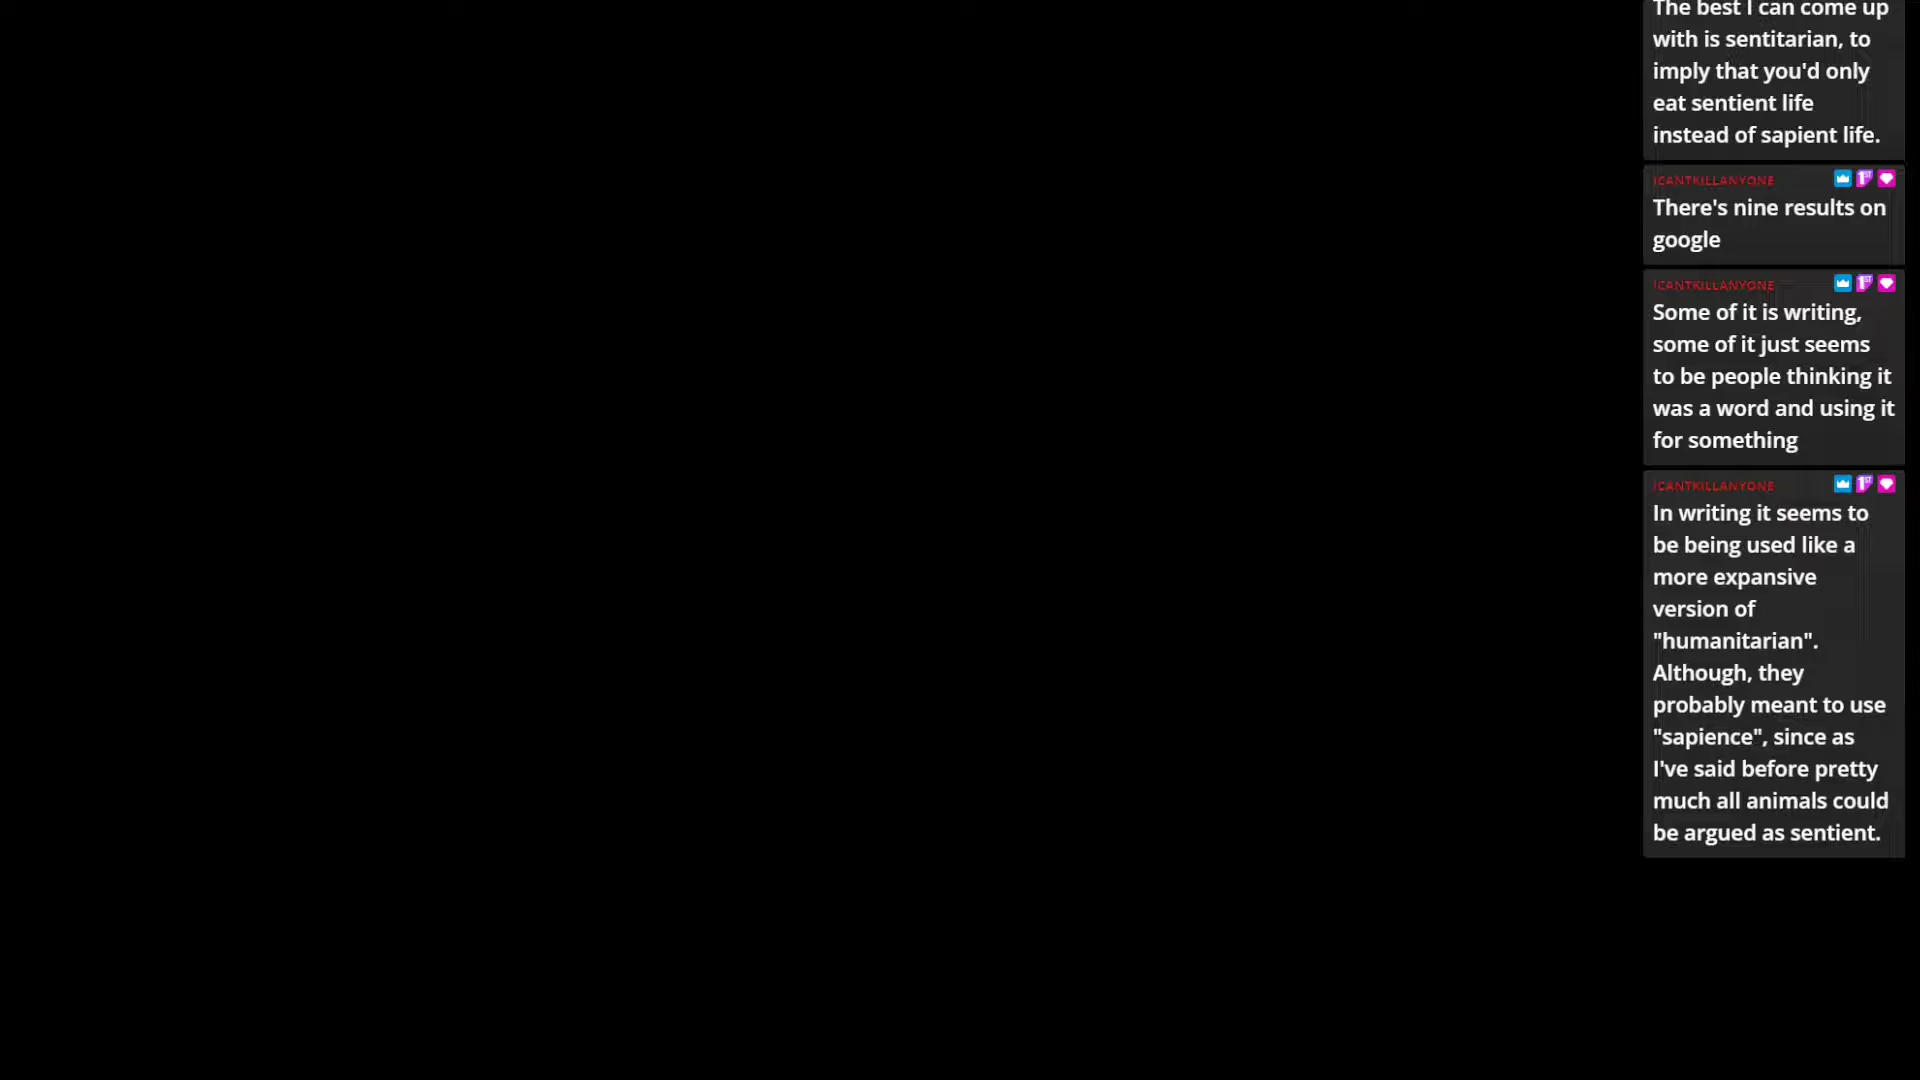 The best I can come up
with is sentitarian, to
imply that you'd only
eat sentient life
instead of sapient life.
ICANTKILLANYONE
There's nine results on
google
ICANTKILLANYONE
Some of it is writing,
some of it just seems
to be people thinking it
was a word and using it
for something
ICANTKILLANYONE
In writing it seems to
be being used like a
more expansive
version of
"humanitarian".
Although, they
probably meant to use
"sapience", since as
I've said before pretty
much all animals could
be argued as sentient.